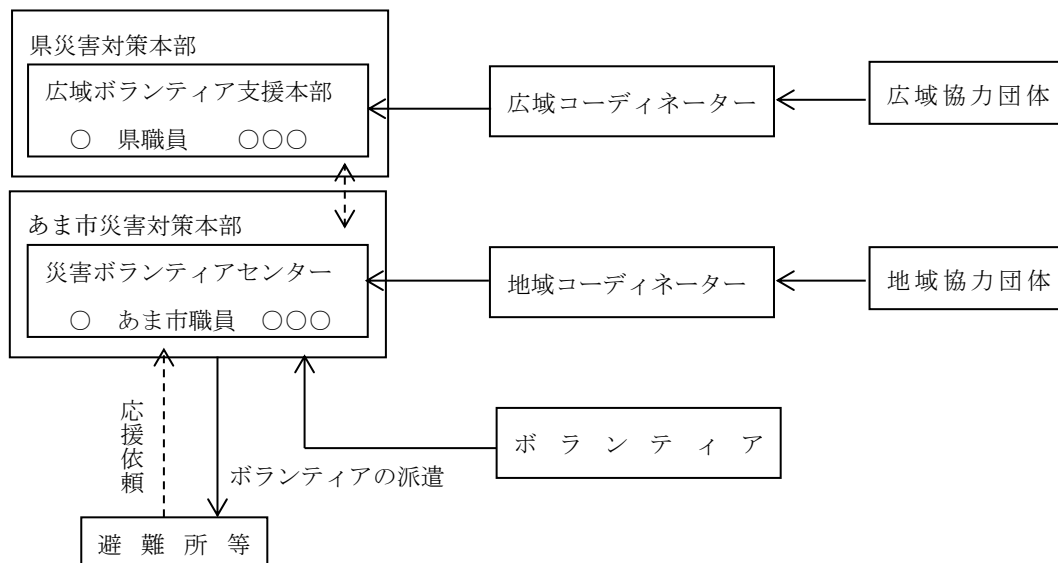 県災害対策本部
広域ボランティア支援本部
○ 県職員 ○○○
広域コーディネーター
広域協力団体
あま市災害対策本部
災害ボランティアセンター
○ あま市職員 ○○○
地域コーディネーター
地域協力団体
応援依頼
ボランティアの派遣
ボランティア
避難所等